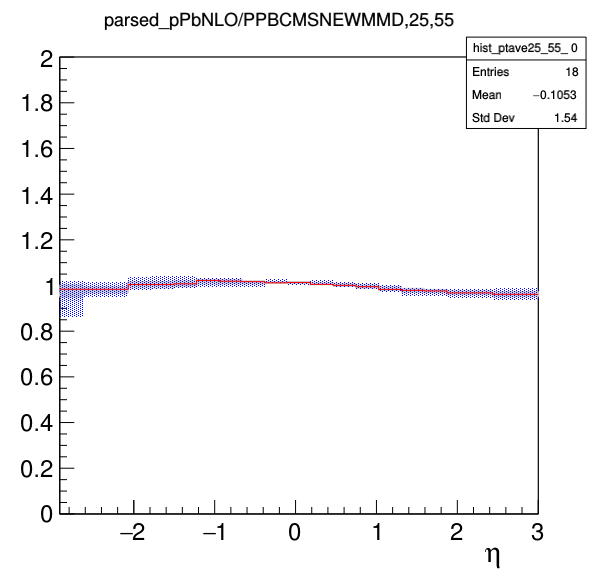 parsed_pPbNLO/PPBCMSNEWMMD,25,55
hist_ptave25_55_ 0
Entries 18
Mean −0.1053
Std Dev 1.54
2
1.8
1.6
1.4
1.2
1
0.8
0.6
0.4
0.2
0
−2 −1 0 1 2 3
η